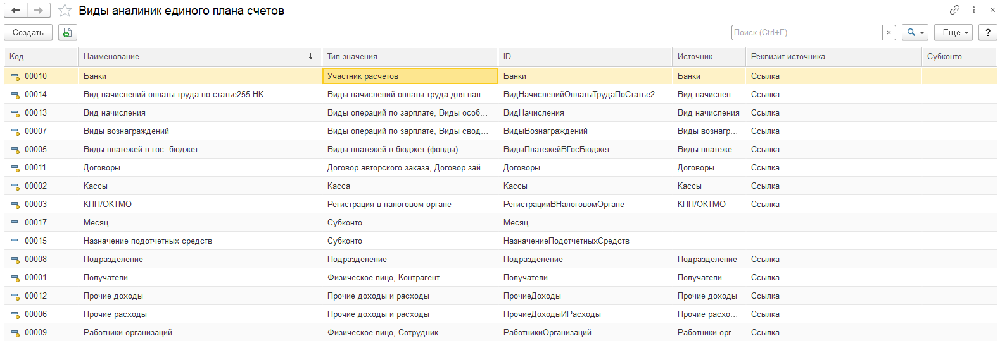 Виды аналиник единого плана счетов
Создать Поиск (Ctrl+F) × Еще ?
Код Наименование ↓ Тип значения ID Источник Реквизит источника Субконто
00010 Банки Участник расчетов Банки Банки Ссылка
00014 Вид начислений оплаты труда по статье255 НК Виды начислений оплаты труда для нал... ВидНачисленийОплатыТрудаПоСтатье2... Вид начислен... Ссылка
00013 Вид начисления Виды операций по зарплате, Виды особ... ВидНачисления Вид начисления Ссылка
00007 Виды вознаграждений Виды операций по зарплате, Виды свод... ВидыВознаграждений Виды вознагр... Ссылка
00005 Виды платежей в гос. бюджет Виды платежей в бюджет (фонды) ВидыПлатежейВГосБюджет Виды платеже... Ссылка
00011 Договоры Договор авторского заказа, Договор зай... Договоры Договоры Ссылка
00002 Кассы Касса Кассы Кассы Ссылка
00003 КПП/ОКТМО Регистрация в налоговом органе РегистрацииВНалоговомОргане КПП/ОКТМО Ссылка
00017 Месяц Субконто Месяц
00015 Назначение подотчетных средств Субконто НазначениеПодотчетныхСредств
00008 Подразделение Подразделение Подразделение Подразделение Ссылка
00001 Получатели Физическое лицо, Контрагент Получатели Получатели Ссылка
00012 Прочие доходы Прочие доходы и расходы ПрочиеДоходы Прочие доходы Ссылка
00006 Прочие расходы Прочие доходы и расходы ПрочиеДоходыИРасходы Прочие расхо... Ссылка
00009 Работники организаций Физическое лицо, Сотрудник РаботникиОрганизаций Работники орг... Ссылка